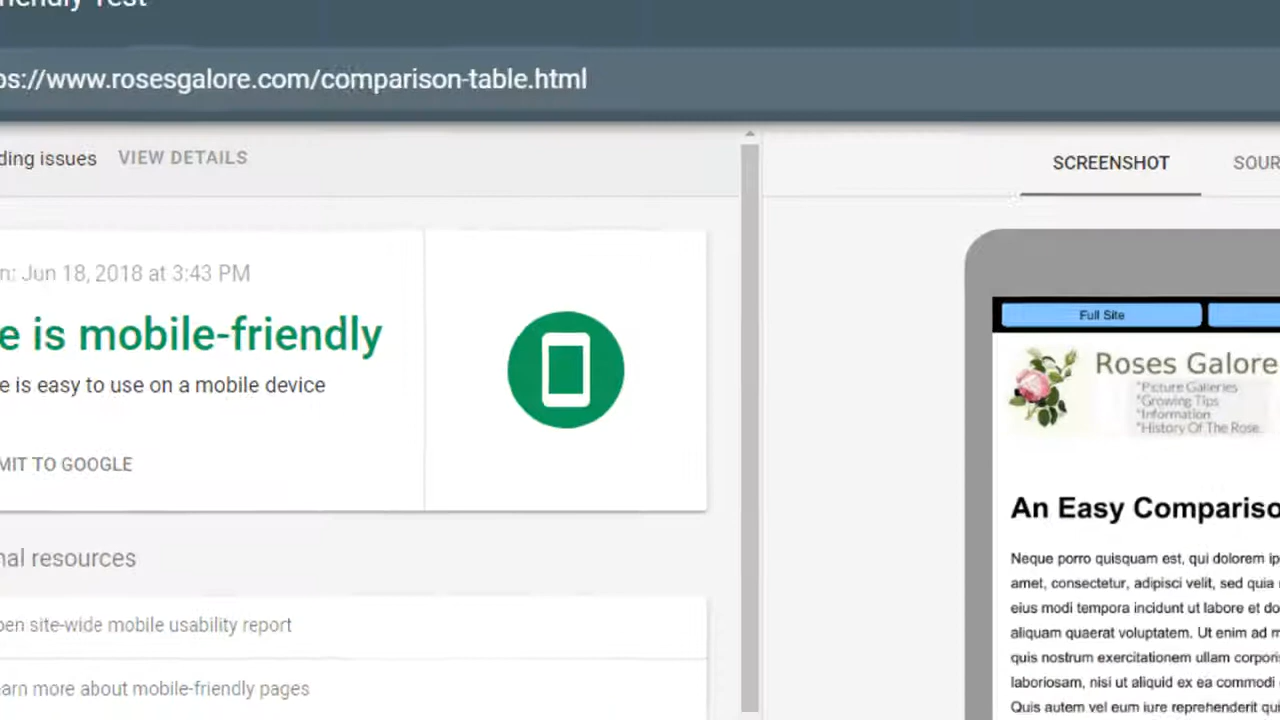 iendly Test
ps://www.rosesgalore.com/comparison-table.html
ding issues VIEW DETAILS
SCREENSHOT SOUR
n: Jun 18, 2018 at 3:43 PM
e is mobile-friendly
e is easy to use on a mobile device
MIT TO GOOGLE
nal resources
pen site-wide mobile usability report
arn more about mobile-friendly pages
Full Site
Roses Galore
*Picture Galleries
*Growing Tips
*Information
*History Of The Rose
An Easy Compariso
Neque porro quisquam est, qui dolorem ip
amet, consectetur, adipisci velit, sed quia
eius modi tempora incidunt ut labore et do
aliquam quaerat voluptatem. Ut enim ad m
quis nostrum exercitationem ullam corporis
laboriosam, nisi ut aliquid ex ea commodi
Quis autem vel eum iure reprehenderit qui